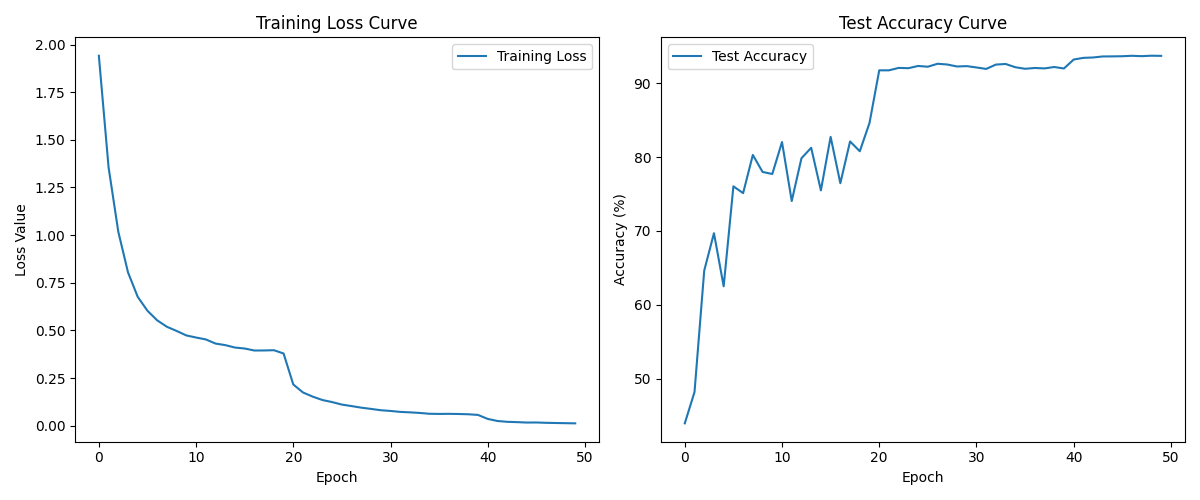 Training Loss Curve
Training Loss
2.00
1.75
1.50
1.25
1.00
0.75
0.50
0.25
0.00
Loss Value
0 10 20 30 40 50
Epoch
Test Accuracy Curve
Test Accuracy
90
80
70
60
50
Accuracy (%)
0 10 20 30 40 50
Epoch